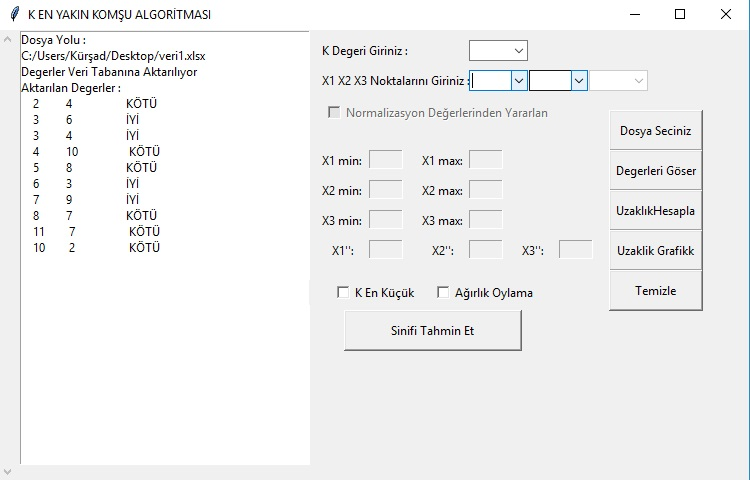 K EN YAKIN KOMŞU ALGORİTMASI
Dosya Yolu :
C:/Users/Kürşad/Desktop/veri1.xlsx
Degerler Veri Tabanına Aktarılıyor
Aktarılan Degerler :
2 4 KÖTÜ
3 6 İYİ
3 4 İYİ
4 10 KÖTÜ
5 8 KÖTÜ
6 3 İYİ
7 9 İYİ
8 7 KÖTÜ
11 7 KÖTÜ
10 2 KÖTÜ
K Degeri Giriniz :
X1 X2 X3 Noktalarını Giriniz :
Normalizasyon Değerlerinden Yararlan
X1 min: X1 max:
X2 min: X2 max:
X3 min: X3 max:
X1'': X2'': X3'':
K En Küçük Ağırlık Oylama
Sinifi Tahmin Et
Dosya Seciniz
Degerleri Göser
UzaklıkHesapla
Uzaklik Grafikk
Temizle